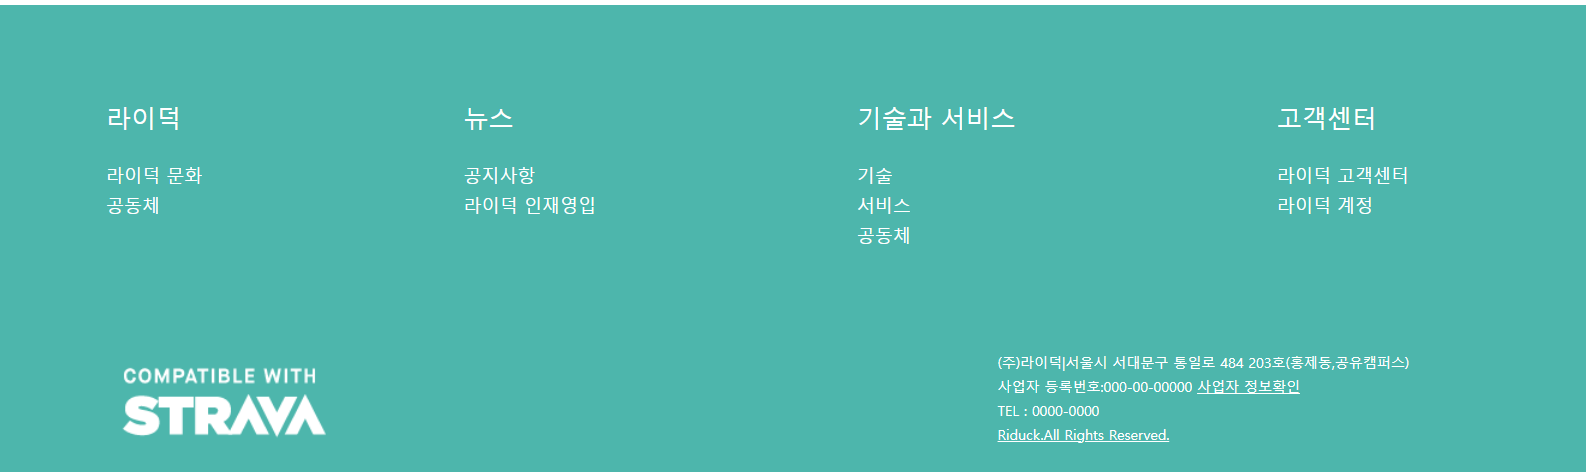 라이덕
라이덕 문화
공동체
뉴스
공지사항
라이덕 인재영입
기술과 서비스
기술
서비스
공동체
고객센터
라이덕 고객센터
라이덕 계정
COMPATIBLE WITH
STRAVA
(주)라이덕|서울시 서대문구 통일로 484 203호(홍제동,공유캠퍼스)
사업자 등록번호:000-00-00000 사업자 정보확인
TEL : 0000-0000
Riduck.All Rights Reserved.